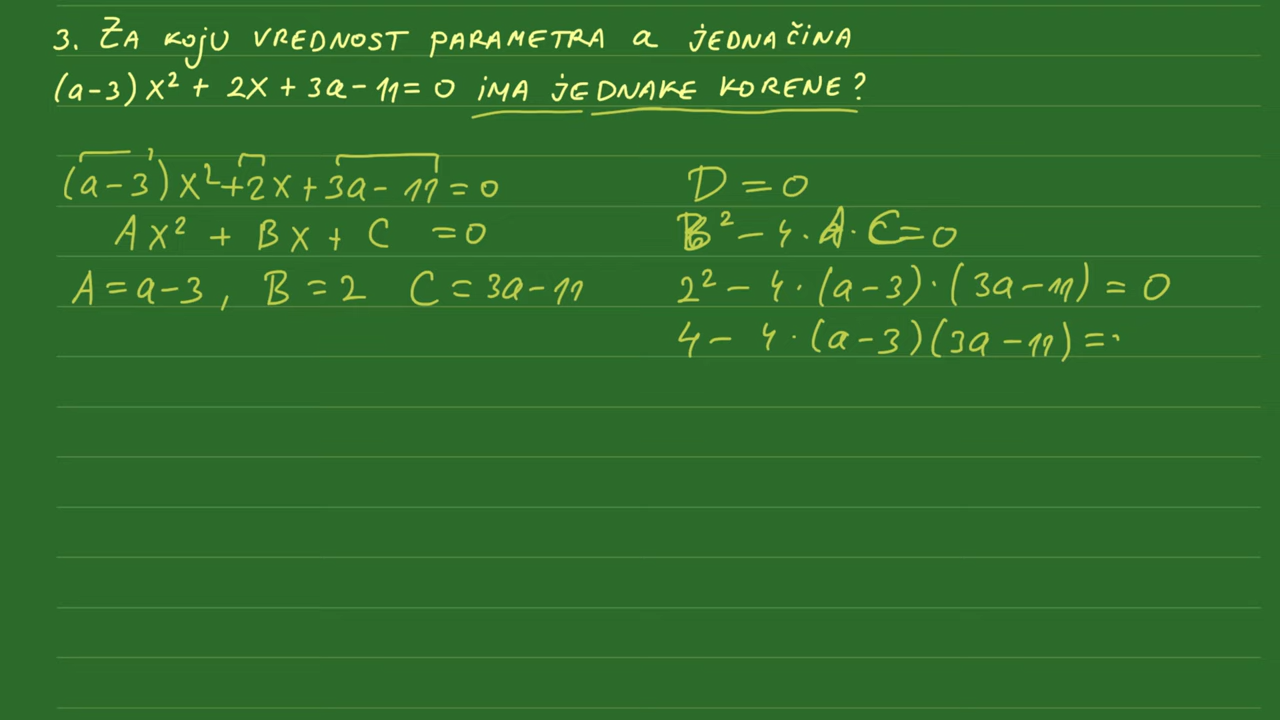 3. ZA KOJU VREDNOST PARAMETRA a JEDNAČINA
(a-3)x² + 2x + 3a - 11 = 0 IMA JEDNAKE KORENE?
(a-3)x² + 2x + 3a - 11 = 0
Ax² + Bx + C = 0
A = a-3, B = 2 C = 3a-11
D = 0
B² - 4·A·C = 0
2² - 4·(a-3)·(3a-11) = 0
4 - 4·(a-3)(3a-11) =